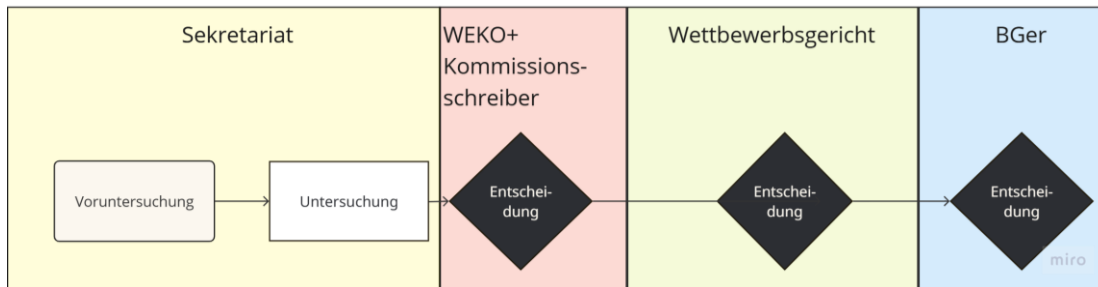 Sekretariat
WEKO+
Kommissions-
schreiber
Wettbewerbsgericht
BGer
Voruntersuchung
Untersuchung
Entschei-
dung
Entschei-
dung
Entschei-
dung
miro